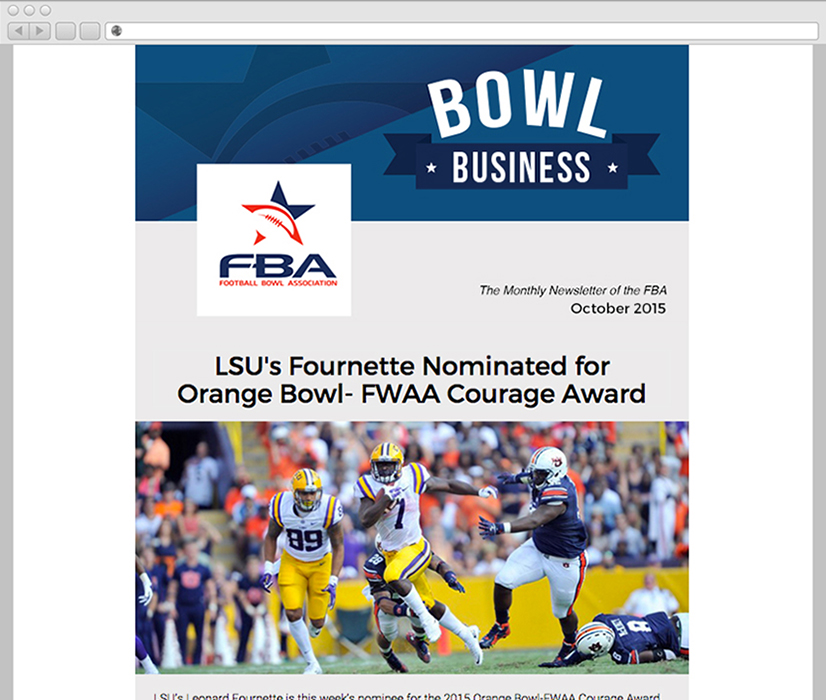 BOWL
BUSINESS
FBA
FOOTBALL BOWL ASSOCIATION
The Monthly Newsletter of the FBA
October 2015
LSU's Fournette Nominated for
Orange Bowl- FWAA Courage Award
89
7
8
LSU's Leonard Fournette is this week's nominee for the 2015 Orange Bowl-FWAA Courage Award.